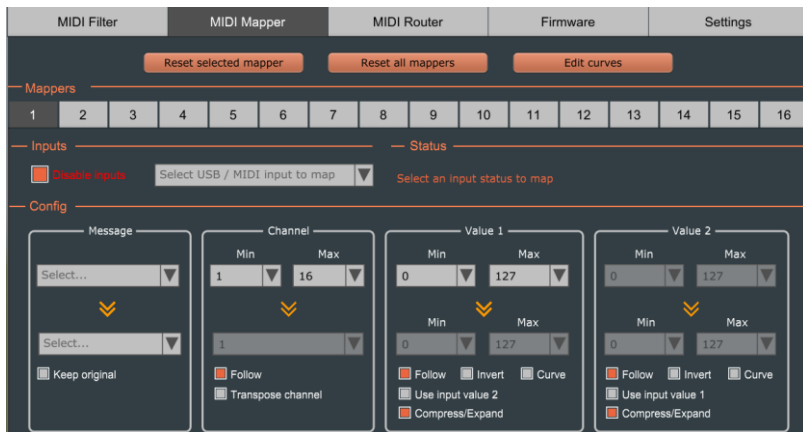 MIDI Filter MIDI Mapper MIDI Router Firmware Settings
Reset selected mapper Reset all mappers Edit curves
Mappers
1 2 3 4 5 6 7 8 9 10 11 12 13 14 15 16
Inputs Status
Disable inputs Select USB / MIDI input to map Select an input status to map
Config
Message Channel Value 1 Value 2
Min Max Min Max Min Max
Select... 1 16 0 127 0 127
Min Max Min Max
Select... 1 0 127 0 127
Keep original Follow Follow Invert Curve Follow Invert Curve
Transpose channel Use input value 2 Use input value 1
Compress/Expand Compress/Expand